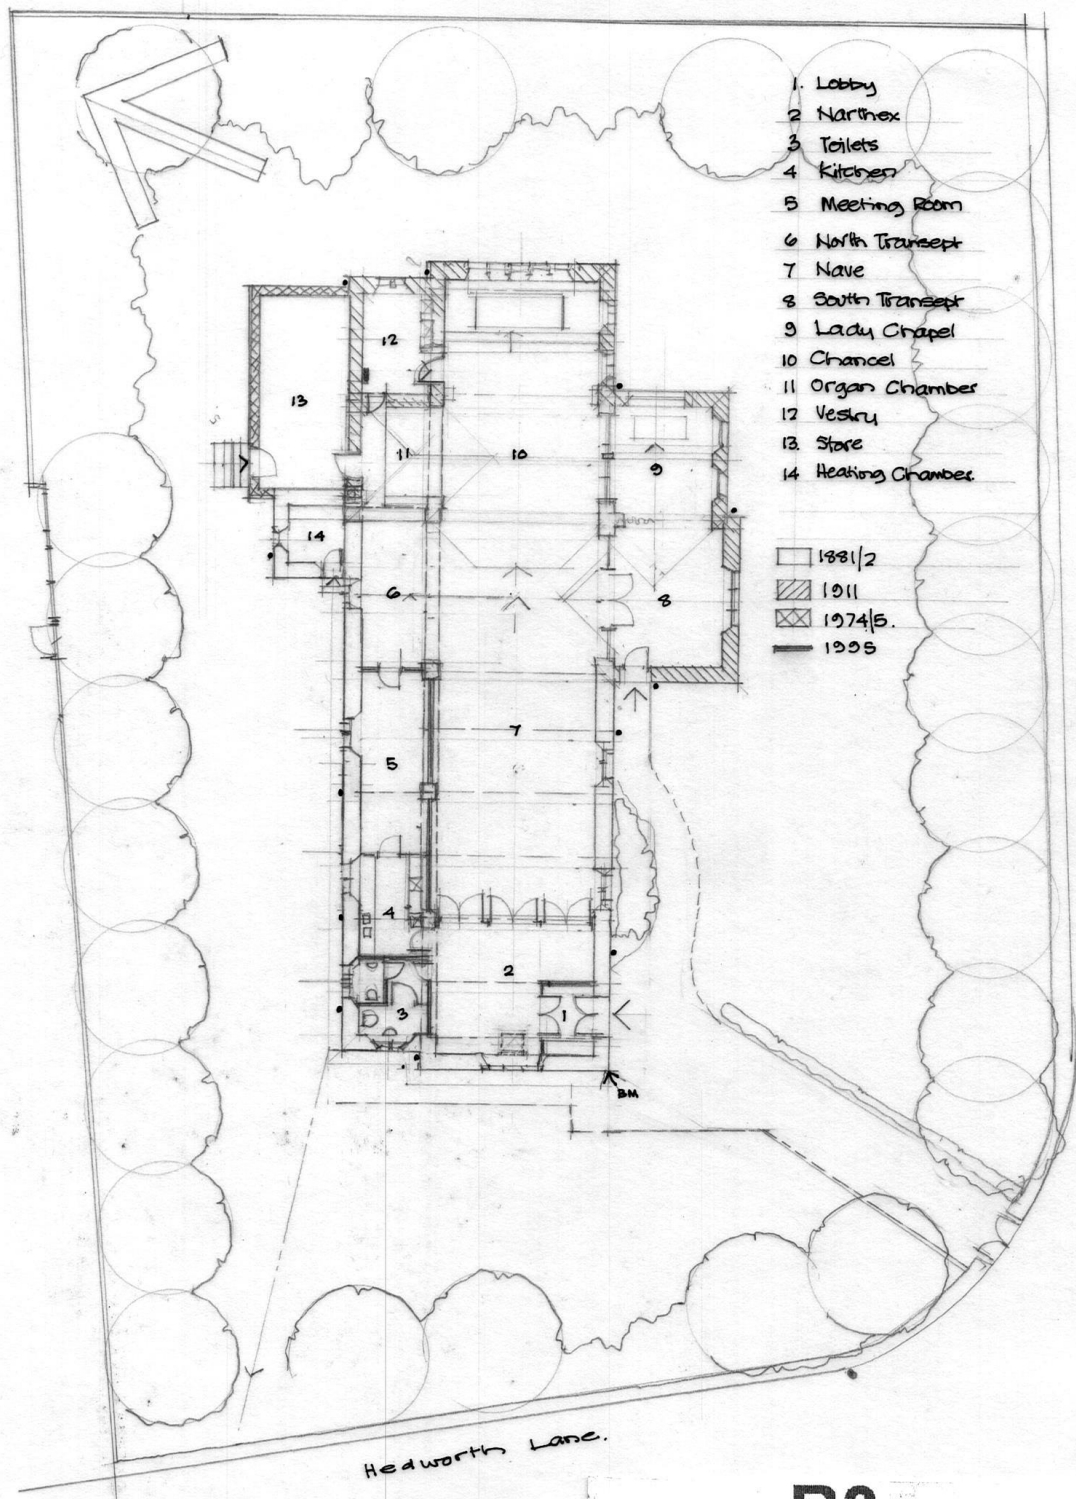 1. Lobby
2 Narthex
3 Toilets
4 Kitchen
5 Meeting Room
6 North Transept
7 Nave
8 South Transept
9 Lady Chapel
10 Chancel
11 Organ Chamber
12 Vestry
13. Store
14 Heating Chamber.
1881/2
1911
1974/5.
1995
12
13
11
10
9
14
6
8
7
5
4
2
3
1
BM
Hedworth Lane.